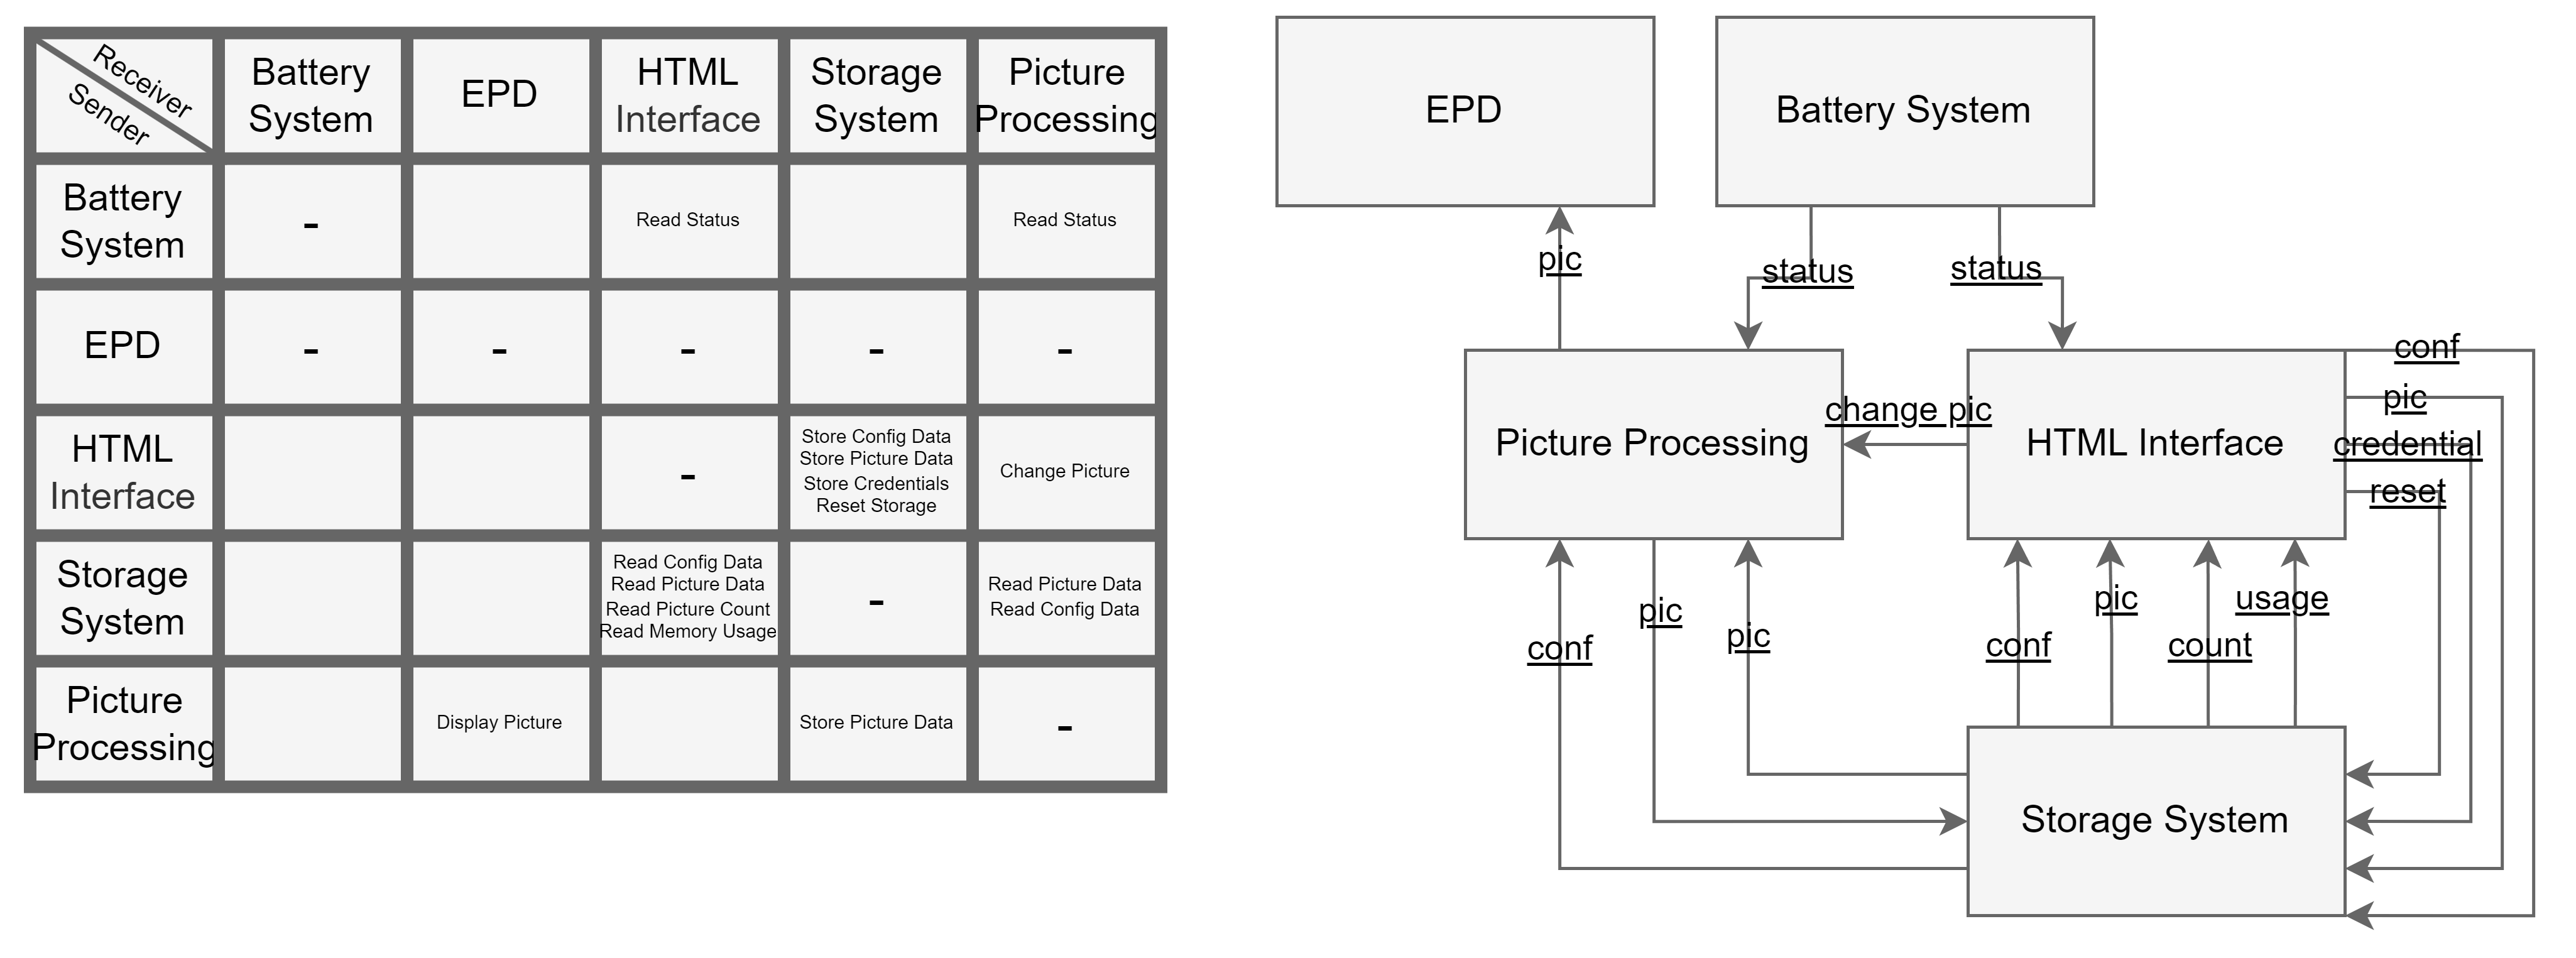 Receiver
Sender
Battery
System
EPD
HTML
Interface
Storage
System
Picture
Processing
Battery
System
-
Read Status
Read Status
EPD
-
-
-
-
-
HTML
Interface
-
Store Config Data
Store Picture Data
Store Credentials
Reset Storage
Change Picture
Storage
System
Read Config Data
Read Picture Data
Read Picture Count
Read Memory Usage
-
Read Picture Data
Read Config Data
Picture
Processing
Display Picture
Store Picture Data
-
EPD
Battery System
pic
status
status
conf
pic
change pic
Picture Processing
HTML Interface
credential
reset
pic
usage
pic
pic
conf
conf
count
Storage System